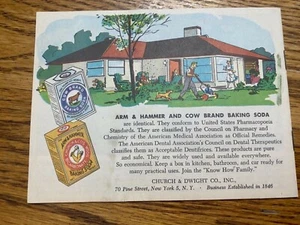 ARM & HAMMER AND COW BRAND BAKING SODA
are identical. They conform to United States Pharmacopoeia
Standards. They are classified by the Council on Pharmacy and
Chemistry of the American Medical Association as Official Remedies.
The American Dental Association's Council on Dental Therapeutics
classifies them as Acceptable Dentifrices. These products are pure
and safe. They are widely used and available everywhere.
So economical. Keep a box in kitchen, bathroom, and car ready for
many practical uses. Join the "Know How Family."
CHURCH & DWIGHT CO., INC.
70 Pine Street, New York 5, N. Y. - Business Established in 1846